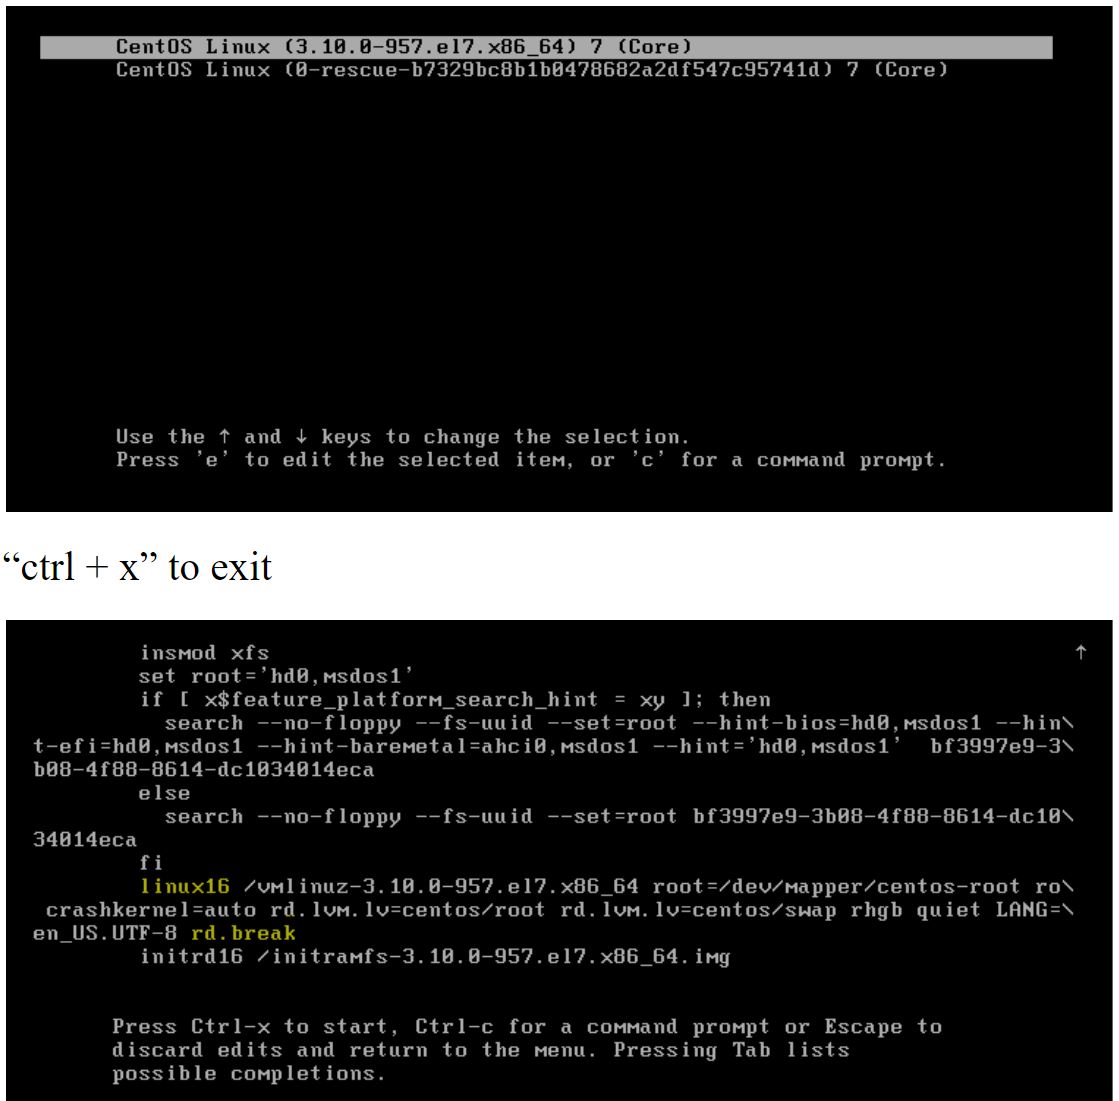 CentOS Linux (3.10.0-957.el7.x86_64) 7 (Core)
CentOS Linux (0-rescue-b7329bc8b1b0478682a2df547c95741d) 7 (Core)
Use the ↑ and ↓ keys to change the selection.
Press 'e' to edit the selected item, or 'c' for a command prompt.
“ctrl + x” to exit
insmod xfs ↑
set root='hd0,msdos1'
if [ x$feature_platform_search_hint = xy ]; then
search --no-floppy --fs-uuid --set=root --hint-bios=hd0,msdos1 --hin\
t-efi=hd0,msdos1 --hint-baremetal=ahci0,msdos1 --hint='hd0,msdos1'  bf3997e9-3\
b08-4f88-8614-dc1034014eca
else
search --no-floppy --fs-uuid --set=root bf3997e9-3b08-4f88-8614-dc10\
34014eca
fi
linux16 /vmlinuz-3.10.0-957.el7.x86_64 root=/dev/mapper/centos-root ro\
crashkernel=auto rd.lvm.lv=centos/root rd.lvm.lv=centos/swap rhgb quiet LANG=\
en_US.UTF-8 rd.break
initrd16 /initramfs-3.10.0-957.el7.x86_64.img
Press Ctrl-x to start, Ctrl-c for a command prompt or Escape to
discard edits and return to the menu. Pressing Tab lists
possible completions.